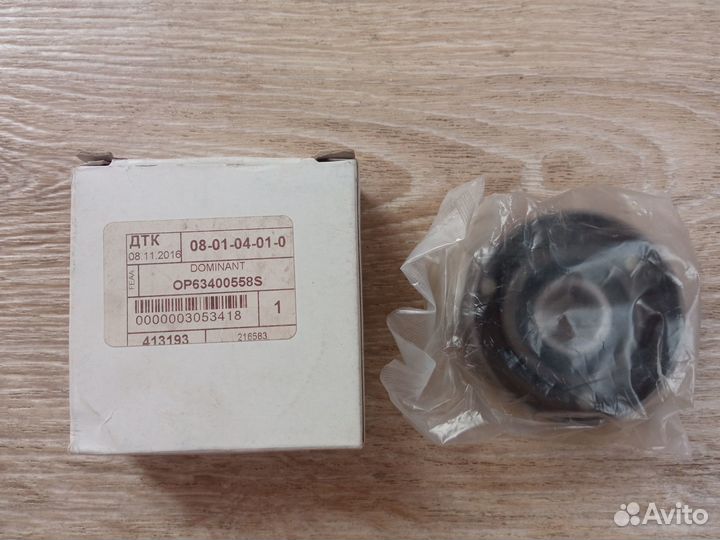 ДТК
08.11.2016
08-01-04-01-0
DOMINANT
OP63400558S
0000003053418
1
413193
216583
Avito